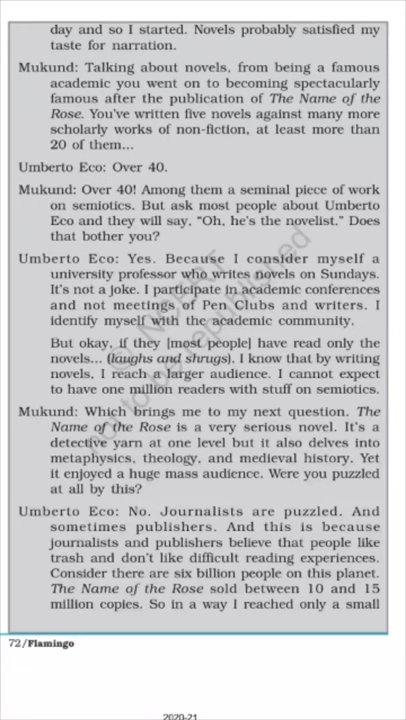 day and so I started. Novels probably satisfied my
taste for narration.
Mukund: Talking about novels, from being a famous
academic you went on to becoming spectacularly
famous after the publication of The Name of the
Rose. You've written five novels against many more
scholarly works of non-fiction, at least more than
20 of them...
Umberto Eco: Over 40.
Mukund: Over 40! Among them a seminal piece of work
on semiotics. But ask most people about Umberto
Eco and they will say, “Oh, he's the novelist.” Does
that bother you?
Umberto Eco: Yes. Because I consider myself a
university professor who writes novels on Sundays.
It's not a joke. I participate in academic conferences
and not meetings of Pen Clubs and writers. I
identify myself with the academic community.
But okay, if they [most people] have read only the
novels... (laughs and shrugs). I know that by writing
novels, I reach a larger audience. I cannot expect
to have one million readers with stuff on semiotics.
Mukund: Which brings me to my next question. The
Name of the Rose is a very serious novel. It's a
detective yarn at one level but it also delves into
metaphysics, theology, and medieval history. Yet
it enjoyed a huge mass audience. Were you puzzled
at all by this?
Umberto Eco: No. Journalists are puzzled. And
sometimes publishers. And this is because
journalists and publishers believe that people like
trash and don't like difficult reading experiences.
Consider there are six billion people on this planet.
The Name of the Rose sold between 10 and 15
million copies. So in a way I reached only a small
72/Flamingo
2020-21